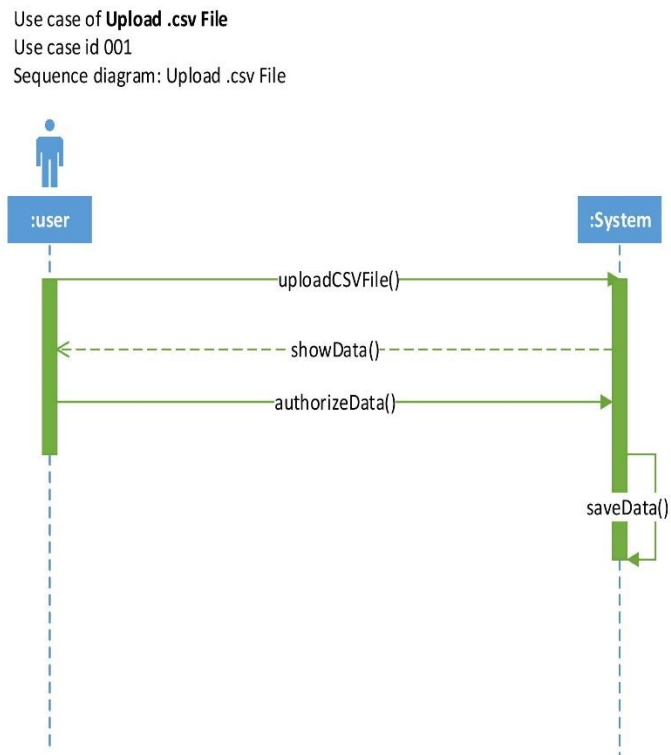 Use case of Upload .csv File
Use case id 001
Sequence diagram: Upload .csv File
:user
:System
uploadCSVFile()
showData()
authorizeData()
saveData()